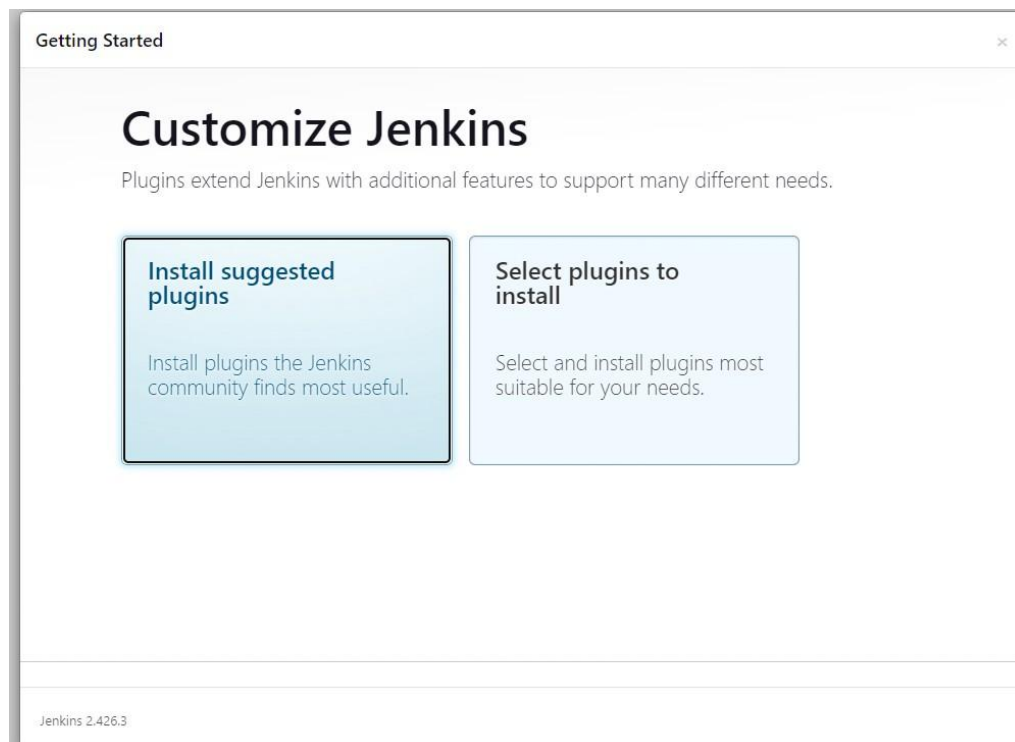 Getting Started
×
Customize Jenkins
Plugins extend Jenkins with additional features to support many different needs.
Install suggested
plugins
Install plugins the Jenkins
community finds most useful.
Select plugins to
install
Select and install plugins most
suitable for your needs.
Jenkins 2.426.3